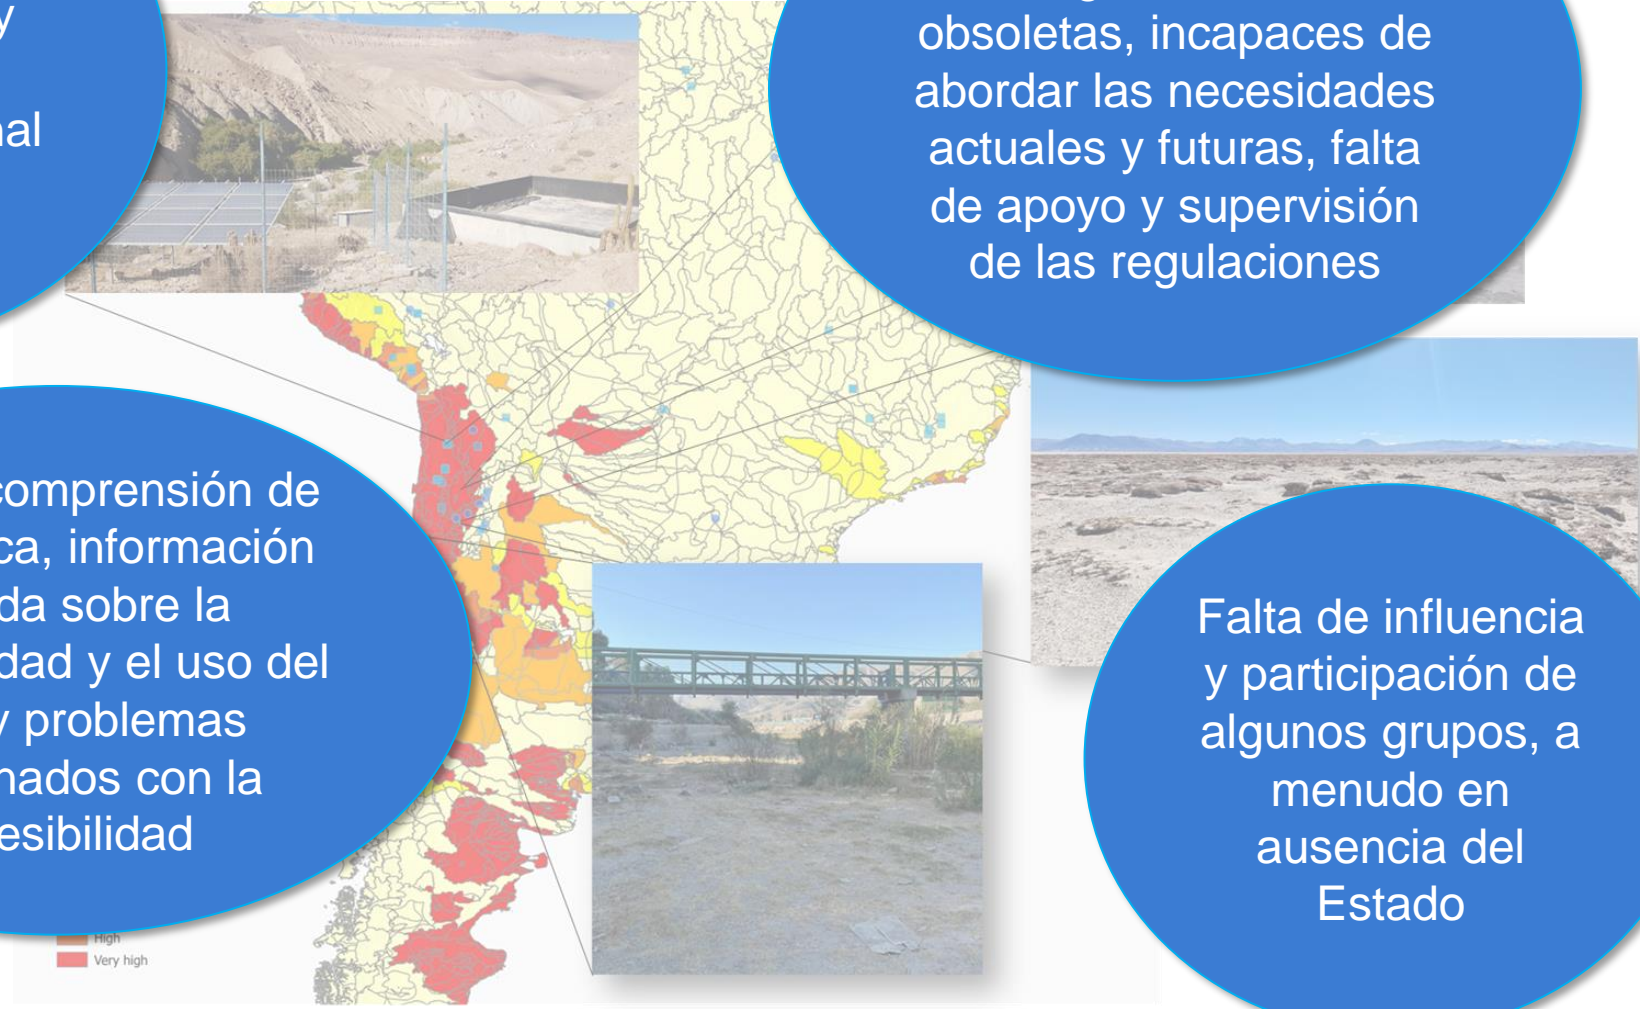 y
nal
obsoletas, incapaces de
abordar las necesidades
actuales y futuras, falta
de apoyo y supervisión
de las regulaciones
comprensión de
ca, información
da sobre la
dad y el uso del
y problemas
nados con la
esibilidad
Falta de influencia
y participación de
algunos grupos, a
menudo en
ausencia del
Estado
High
Very high